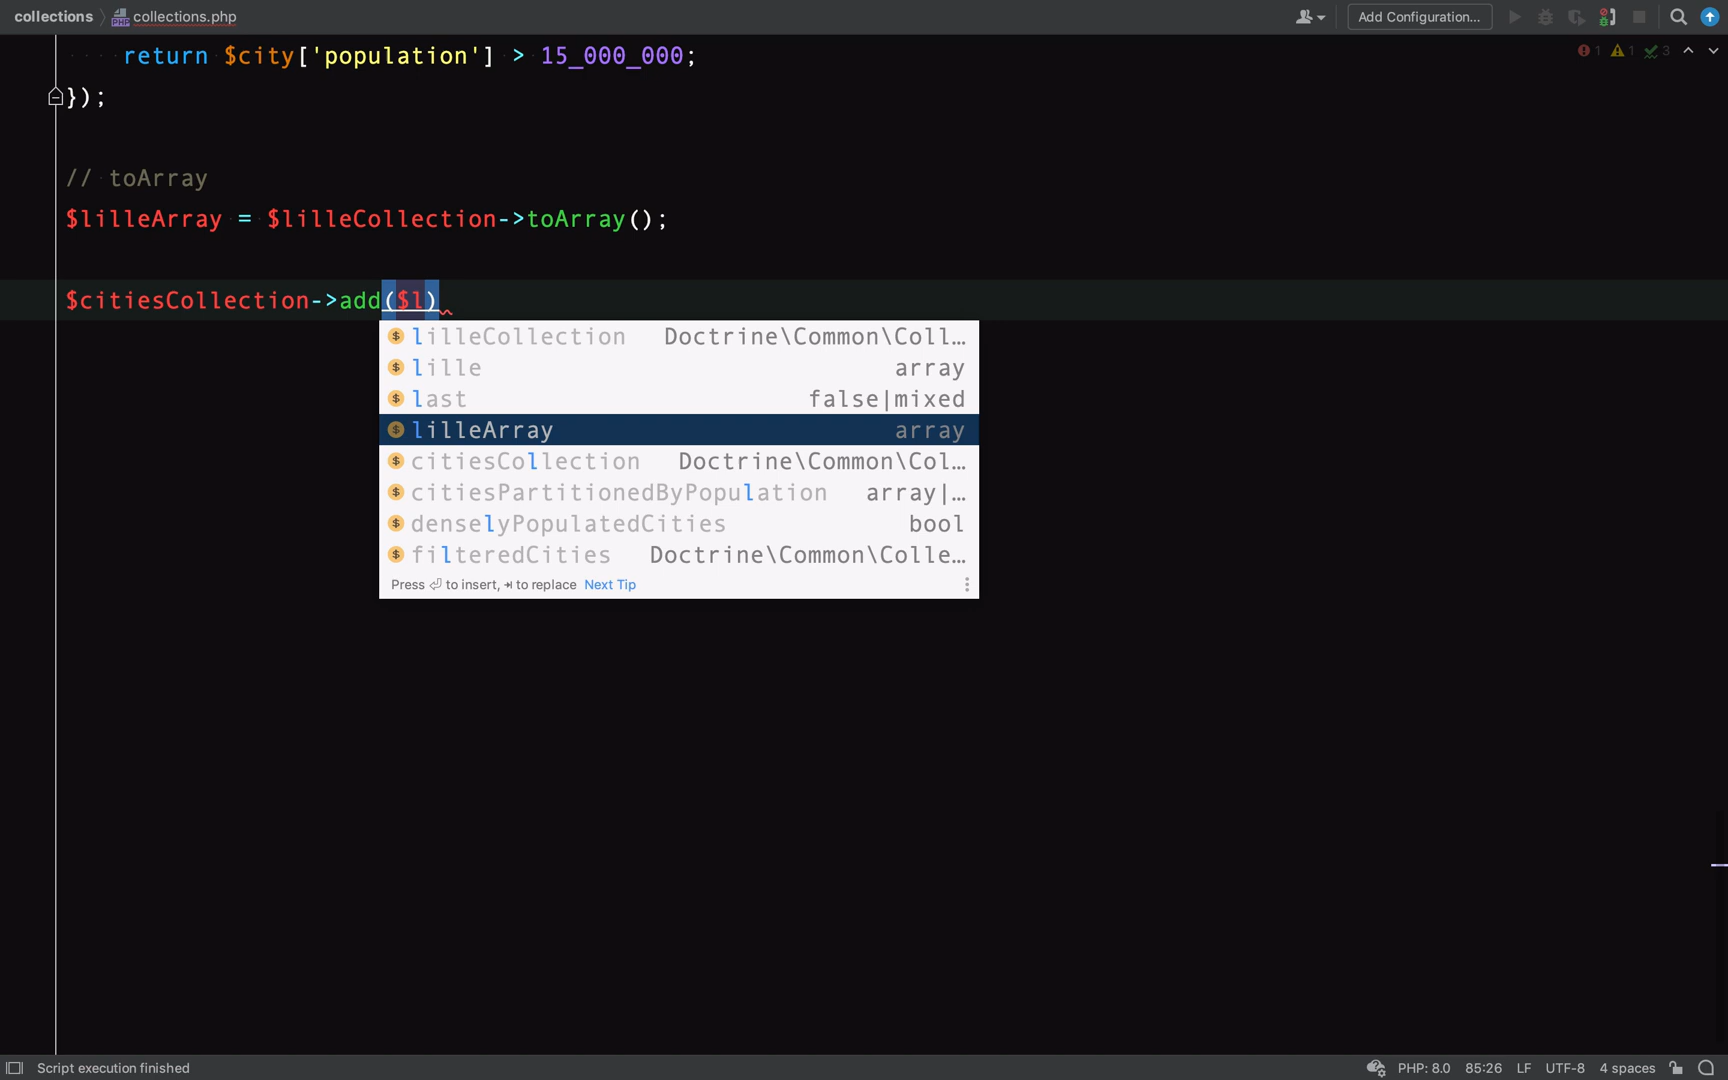 collections collections.php Add Configuration...
return $city['population'] > 15_000_000; 1 1 3
});
// toArray
$lilleArray = $lilleCollection->toArray();
$citiesCollection->add($l)
$ lilleCollection Doctrine\Common\Coll…
$ lille array
$ last false|mixed
$ lilleArray array
$ citiesCollection Doctrine\Common\Col…
$ citiesPartitionedByPopulation array|…
$ denselyPopulatedCities bool
$ filteredCities Doctrine\Common\Colle…
Press ⏎ to insert, ⇥ to replace Next Tip
Script execution finished PHP: 8.0 85:26 LF UTF-8 4 spaces